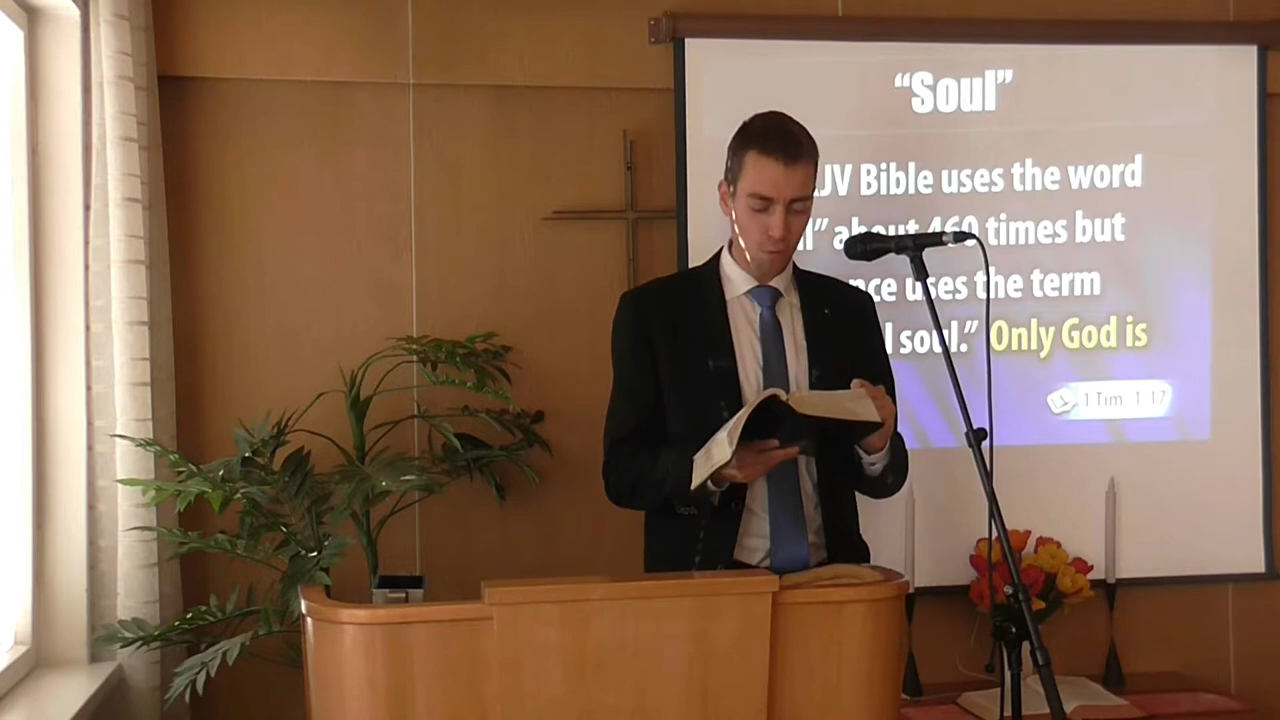 “Soul”
JV Bible uses the word
l” about 460 times but
nce uses the term
l soul.” Only God is
1 Tim. 1:17